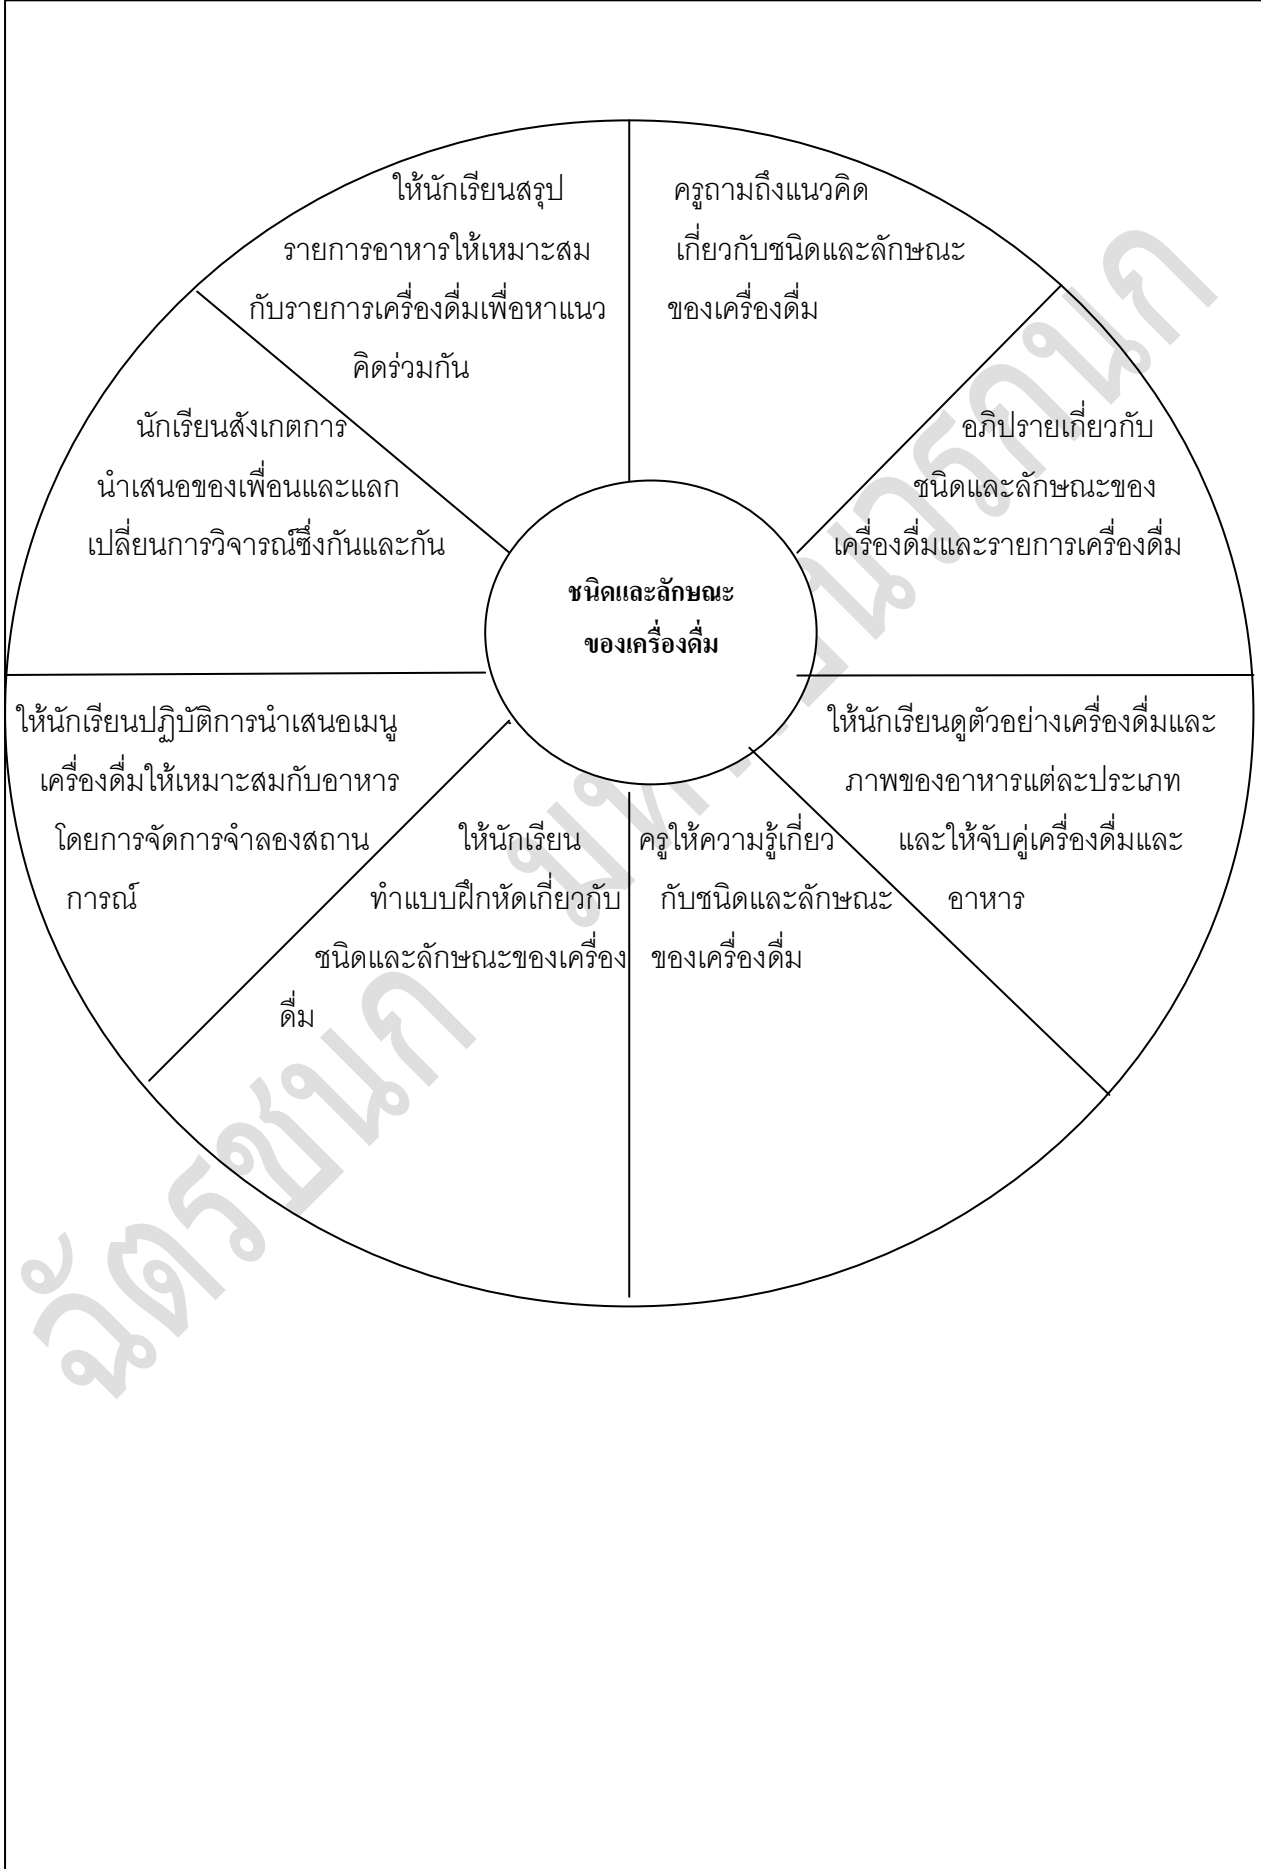 ให้นักเรียนสรุป
รายการอาหารให้เหมาะสม
กับรายการเครื่องดื่มเพื่อหาแนว
คิดร่วมกัน
ครูถามถึงแนวคิด
เกี่ยวกับชนิดและลักษณะ
ของเครื่องดื่ม
นักเรียนสังเกตการ
นำเสนอของเพื่อนและแลก
เปลี่ยนการวิจารณ์ซึ่งกันและกัน
อภิปรายเกี่ยวกับ
ชนิดและลักษณะของ
เครื่องดื่มและรายการเครื่องดื่ม
ชนิดและลักษณะ
ของเครื่องดื่ม
ให้นักเรียนปฏิบัติการนำเสนอเมนู
เครื่องดื่มให้เหมาะสมกับอาหาร
โดยการจัดการจำลองสถาน
การณ์
ให้นักเรียน
ทำแบบฝึกหัดเกี่ยวกับ
ชนิดและลักษณะของเครื่อง
ดื่ม
ครูให้ความรู้เกี่ยว
กับชนิดและลักษณะ
ของเครื่องดื่ม
ให้นักเรียนดูตัวอย่างเครื่องดื่มและ
ภาพของอาหารแต่ละประเภท
และให้จับคู่เครื่องดื่มและ
อาหาร
ฉัตรชนก